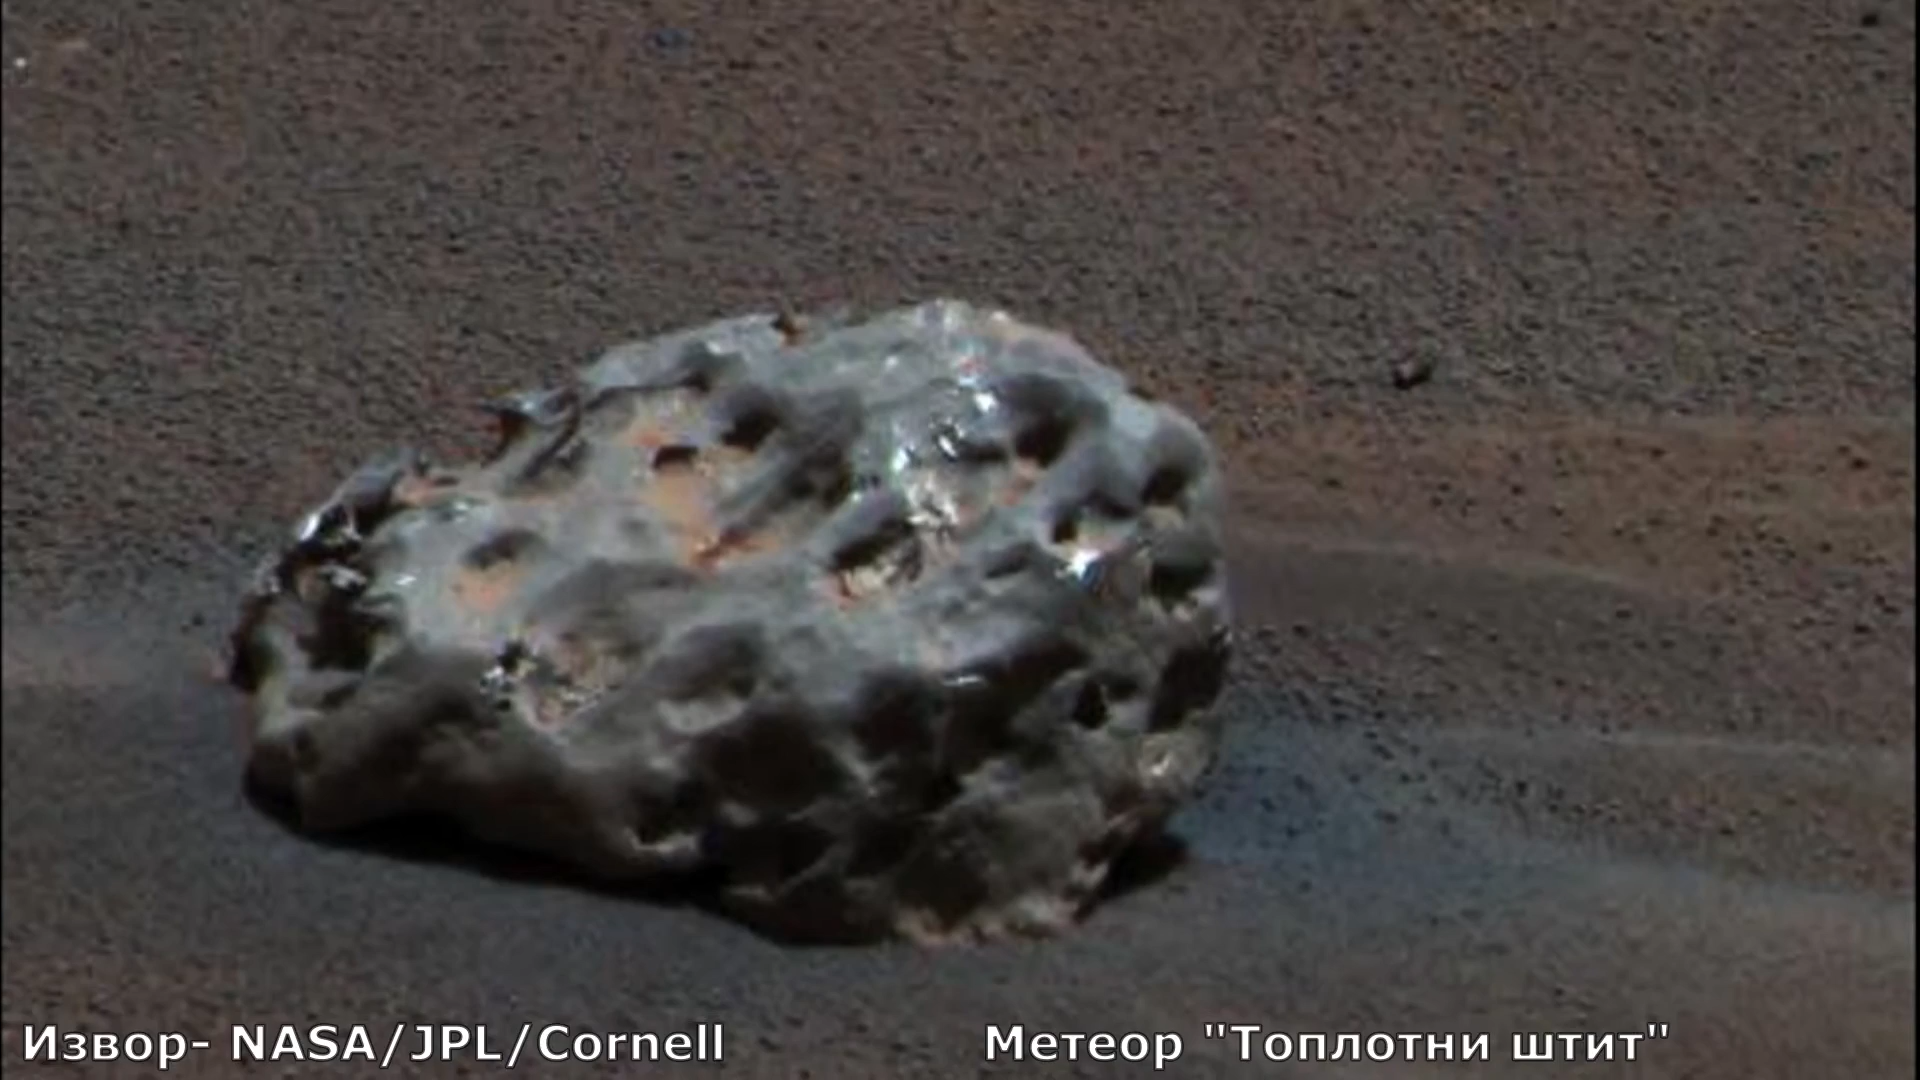 Извор- NASA/JPL/Cornell
Метеор "Топлотни штит"